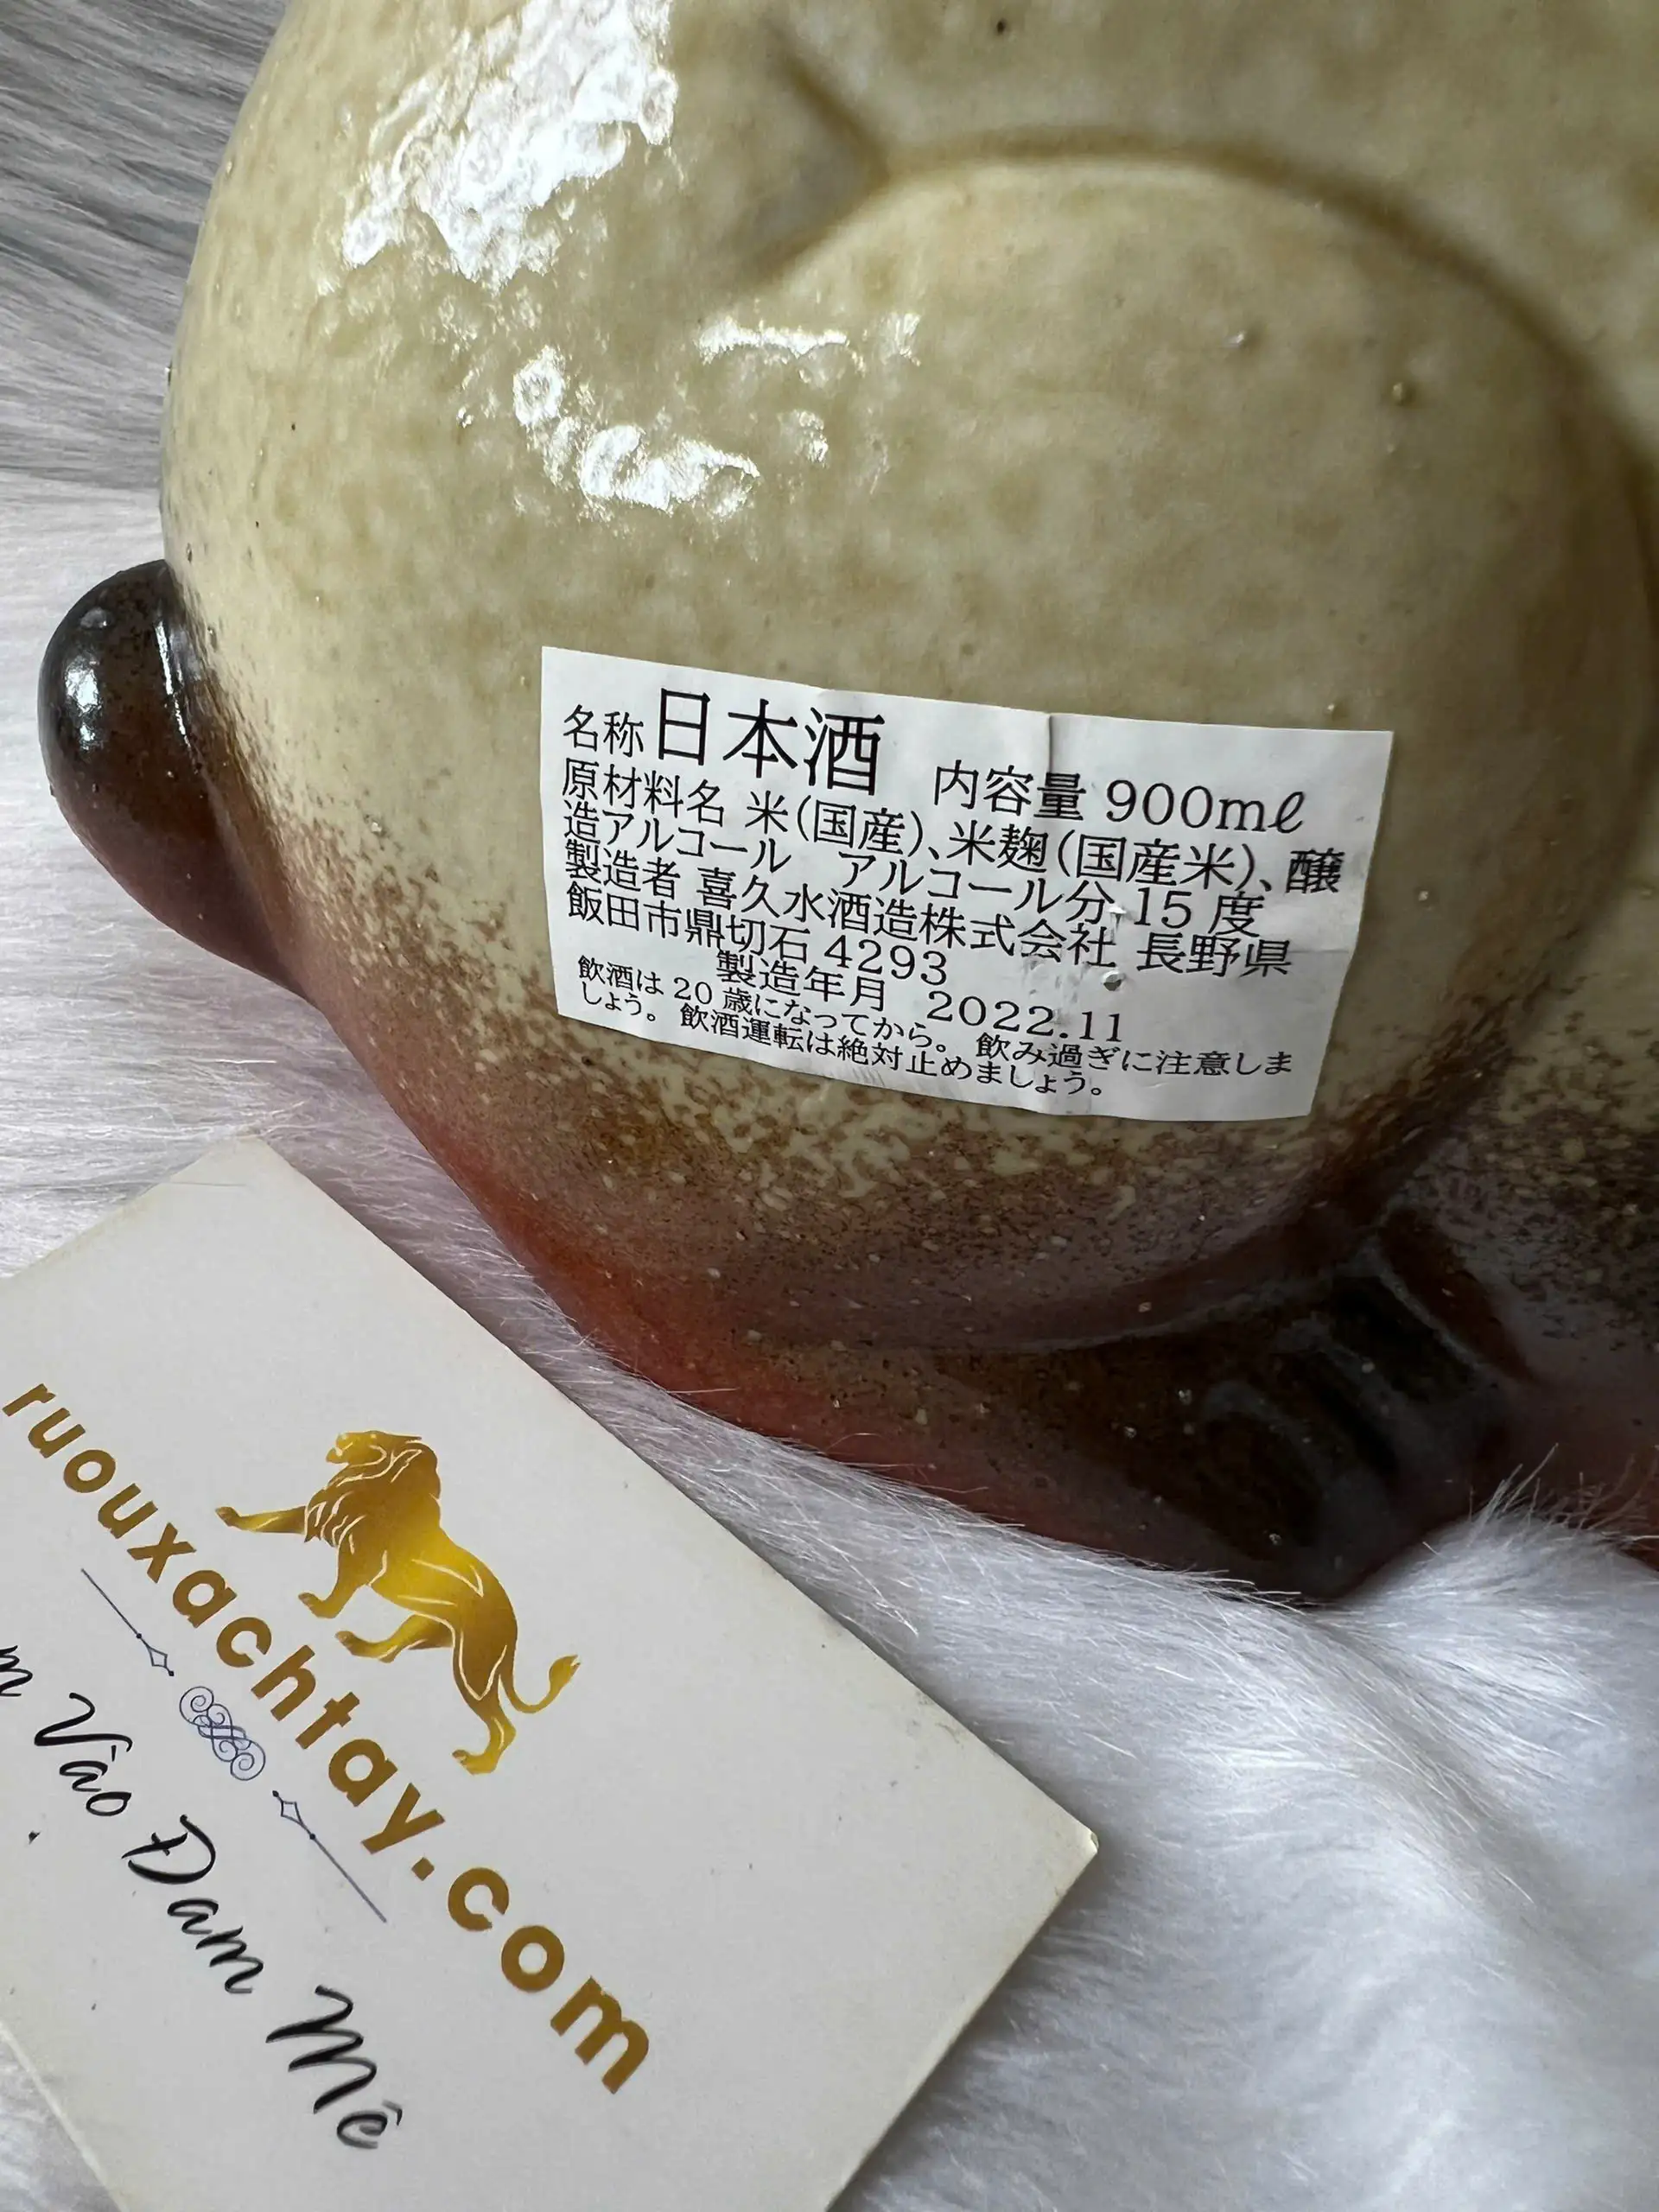 名称 日本酒 内容量 900mℓ
原材料名 米(国産)、米麹(国産米)、醸
造アルコール アルコール分 15 度
製造者 喜久水酒造株式会社 長野県
飯田市鼎切石 4293
製造年月 2022.11
飲酒は 20 歳になってから。 飲み過ぎに注意しま
しょう。 飲酒運転は絶対止めましょう。
ruouxachtay.com
Vào Đam Mê